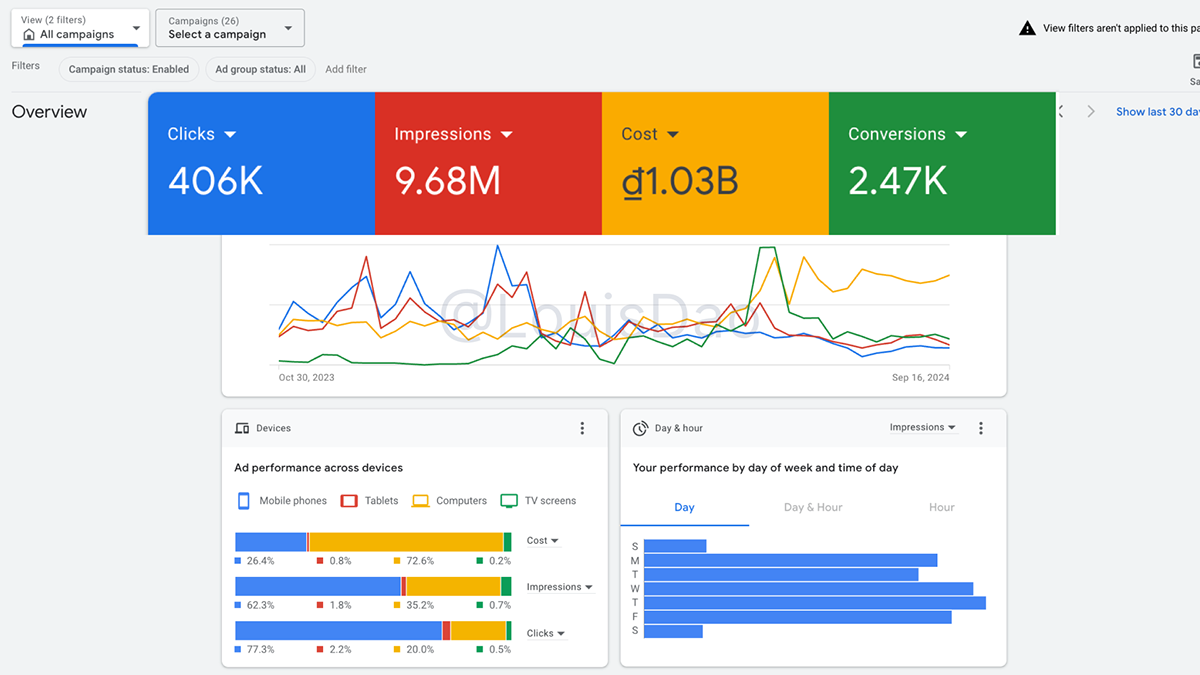 View (2 filters)
All campaigns
Campaigns (26)
Select a campaign
View filters aren't applied to this pa
Filters
Campaign status: Enabled
Ad group status: All
Add filter
Sa
Overview
Show last 30 da
Clicks
406K
Impressions
9.68M
Cost
₫1.03B
Conversions
2.47K
@LouisDao
Oct 30, 2023
Sep 16, 2024
Devices
Ad performance across devices
Mobile phones
Tablets
Computers
TV screens
Cost
26.4%
0.8%
72.6%
0.2%
Impressions
62.3%
1.8%
35.2%
0.7%
Clicks
77.3%
2.2%
20.0%
0.5%
Day & hour
Impressions
Your performance by day of week and time of day
Day
Day & Hour
Hour
S
M
T
W
T
F
S